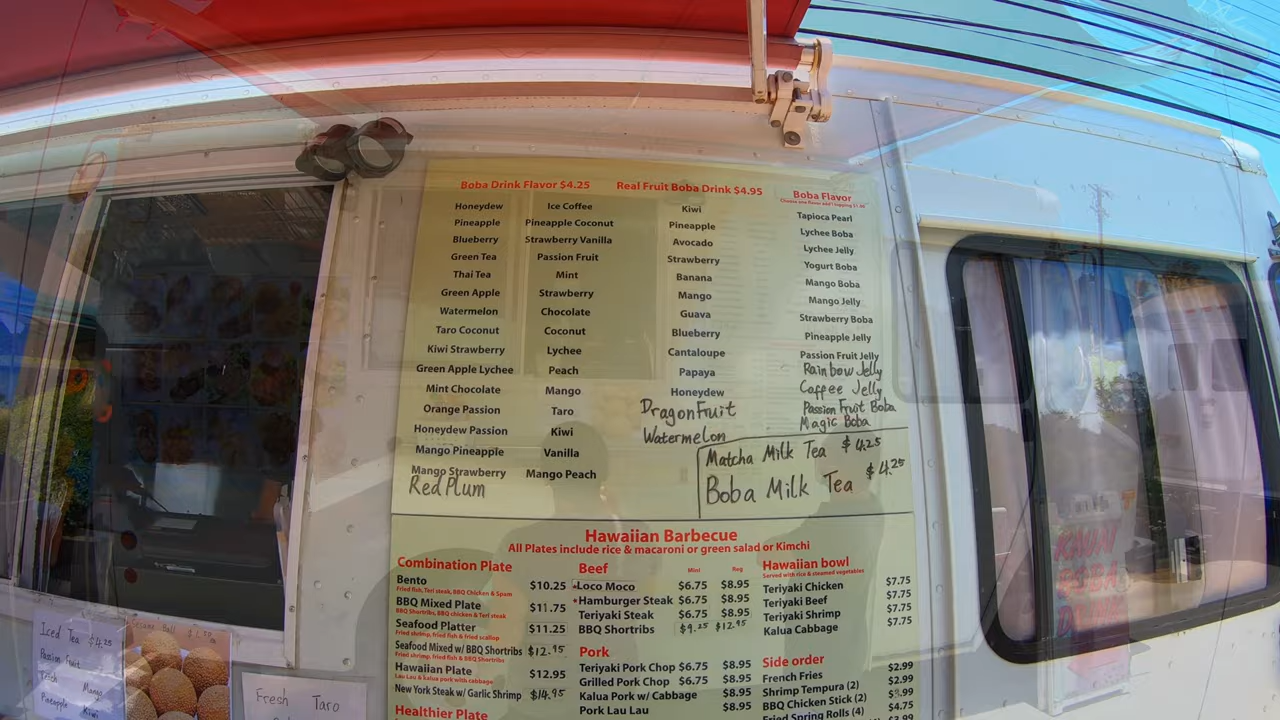 Boba Drink Flavor $4.25
Honeydew
Pineapple
Blueberry
Green Tea
Thai Tea
Green Apple
Watermelon
Taro Coconut
Kiwi Strawberry
Green Apple Lychee
Mint Chocolate
Orange Passion
Honeydew Passion
Mango Pineapple
Mango Strawberry
Red Plum
Ice Coffee
Pineapple Coconut
Strawberry Vanilla
Passion Fruit
Mint
Strawberry
Chocolate
Coconut
Lychee
Peach
Mango
Taro
Kiwi
Vanilla
Mango Peach
Real Fruit Boba Drink $4.95
Kiwi
Pineapple
Avocado
Strawberry
Banana
Mango
Guava
Blueberry
Cantaloupe
Papaya
Honeydew
DragonFruit
Watermelon
Boba Flavor
Tapioca Pearl
Lychee Boba
Lychee Jelly
Yogurt Boba
Mango Boba
Mango Jelly
Strawberry Boba
Pineapple Jelly
Passion Fruit Jelly
Rainbow Jelly
Coffee Jelly
Passion Fruit Boba
Magic Boba
Matcha Milk Tea $4.25
Boba Milk Tea $4.25
Hawaiian Barbecue
All Plates include rice & macaroni or green salad or Kimchi
Combination Plate
Bento $10.25
Fried fish, Teri steak, BBQ Chicken & Spam
BBQ Mixed Plate $11.75
BBQ Shortribs, BBQ chicken & Teri steak
Seafood Platter $11.25
Fried shrimp, fried fish & fried scallop
Seafood Mixed w/ BBQ Shortribs $12.95
Fried shrimp, fried fish & BBQ Shortribs
Hawaiian Plate $12.95
Lau Lau & kalua pork with cabbage
New York Steak w/ Garlic Shrimp $14.95
Healthier Plate
Beef Mini Reg
*Loco Moco $6.75 $8.95
*Hamburger Steak $6.75 $8.95
Teriyaki Steak $6.75 $8.95
BBQ Shortribs $9.25 $12.95
Pork
Teriyaki Pork Chop $6.75 $8.95
Grilled Pork Chop $6.75 $8.95
Kalua Pork w/ Cabbage $8.95
Pork Lau Lau $8.95
Hawaiian bowl
Served with rice & steamed vegetables
Teriyaki Chicken $7.75
Teriyaki Beef $7.75
Teriyaki Shrimp $7.75
Kalua Cabbage $7.75
Side order
French Fries $2.99
Shrimp Tempura (2) $2.99
BBQ Chicken Stick (2) $8.99
Fried Spring Rolls (4) $4.75
Iced Tea $4.25
Passion Fruit
Mango
Pineapple Kiwi
Sesame Ball
Fresh Taro
KAUAI
BOBA